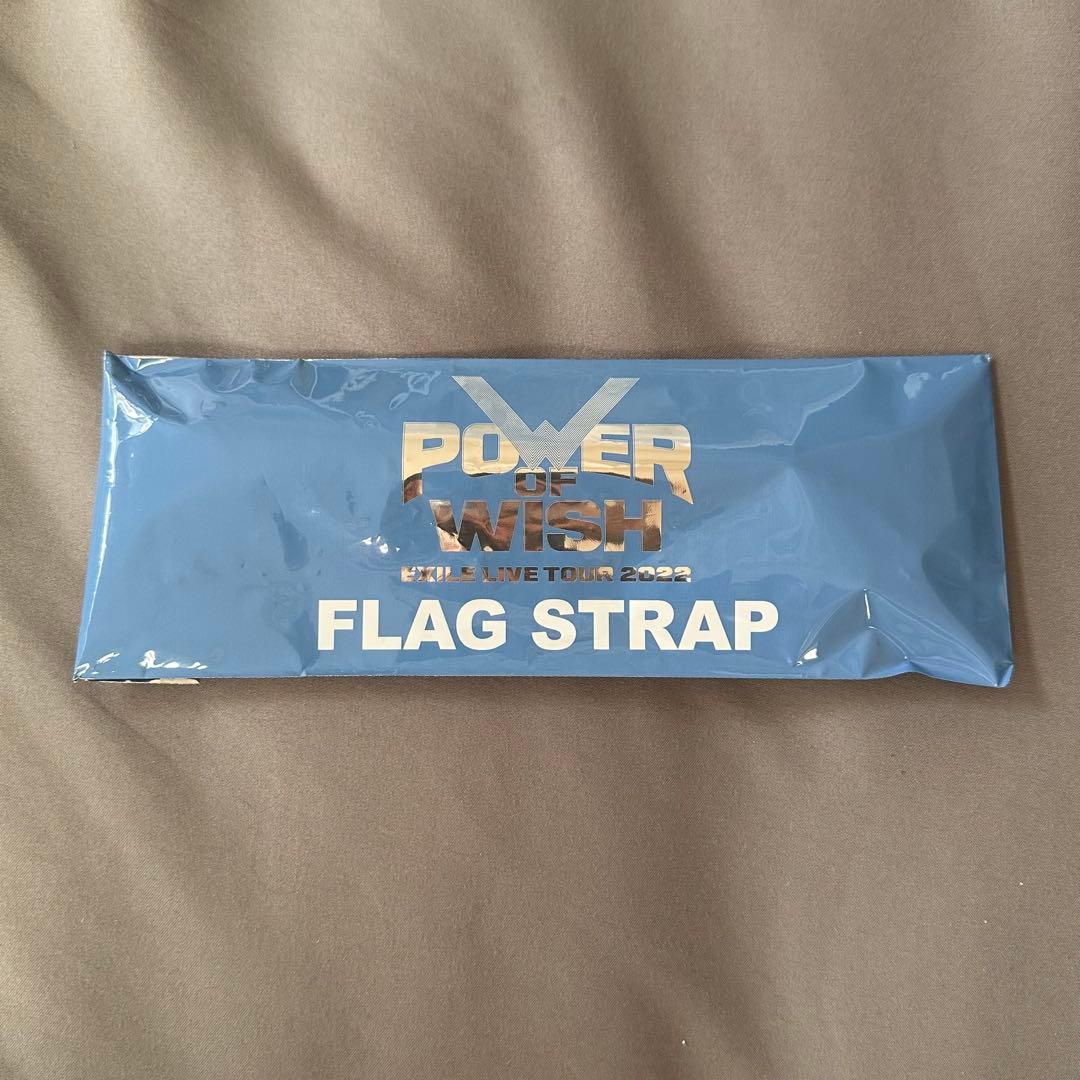 POWER
OF
WISH
EXILE LIVE TOUR 2022
FLAG STRAP